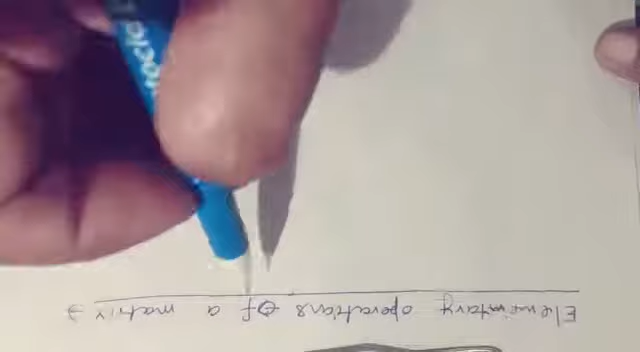 Elementary operations of a matrix →